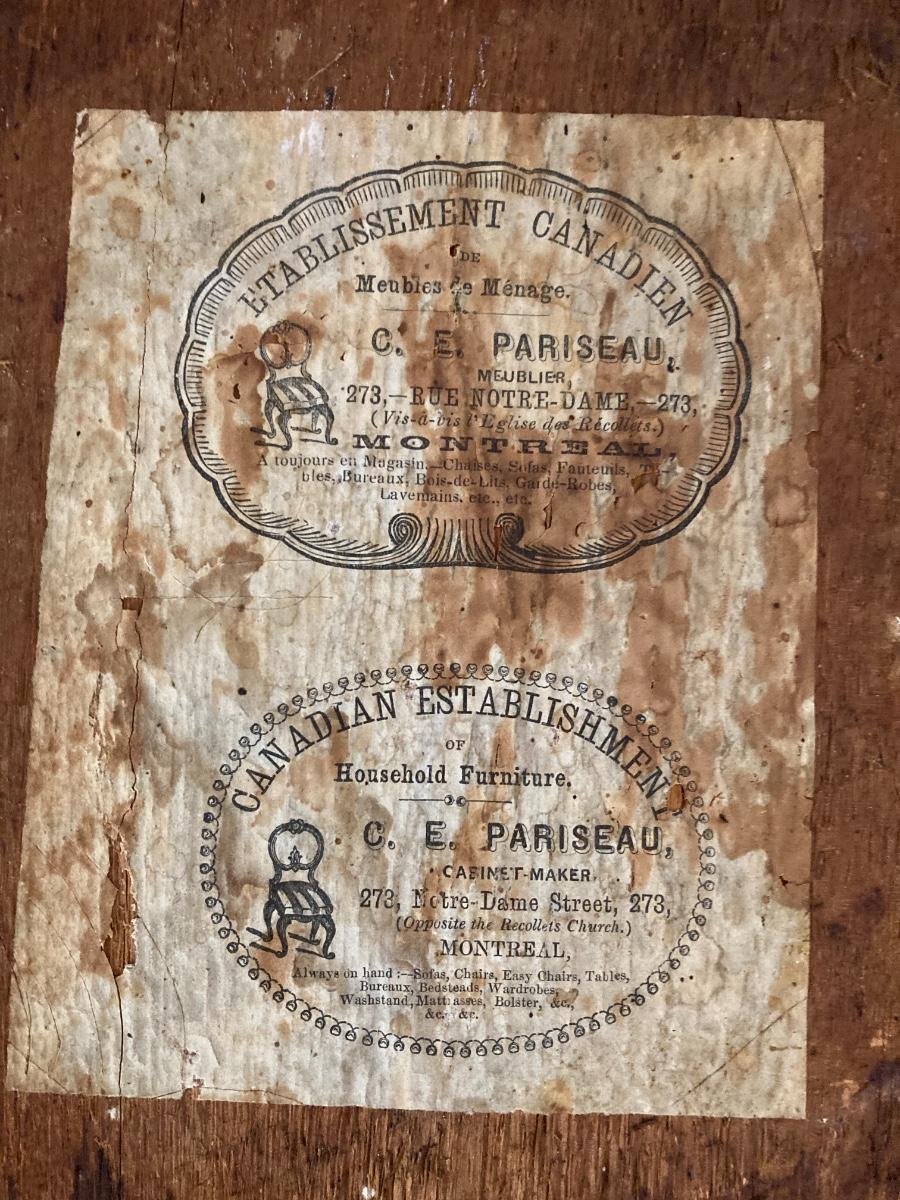 ETABLISSEMENT CANADIEN
DE
Meubles de Ménage.
C. E. PARISEAU,
MEUBLIER,
273,—RUE NOTRE-DAME,—273,
(Vis-à-vis l'Eglise des Récollets.)
MONTREAL,
A toujours en Magasin.—Chaises, Sofas, Fauteuils, Ta-
bles, Bureaux, Bois-de-Lits, Garde-Robes,
Lavemains, etc., etc.
CANADIAN ESTABLISHMENT
OF
Household Furniture.
C. E. PARISEAU,
CABINET-MAKER,
273, Notre-Dame Street, 273,
(Opposite the Recollets Church.)
MONTREAL,
Always on hand :—Sofas, Chairs, Easy Chairs, Tables,
Bureaux, Bedsteads, Wardrobes,
Washstand, Mattrasses, Bolster, &c.,
&c. &c.